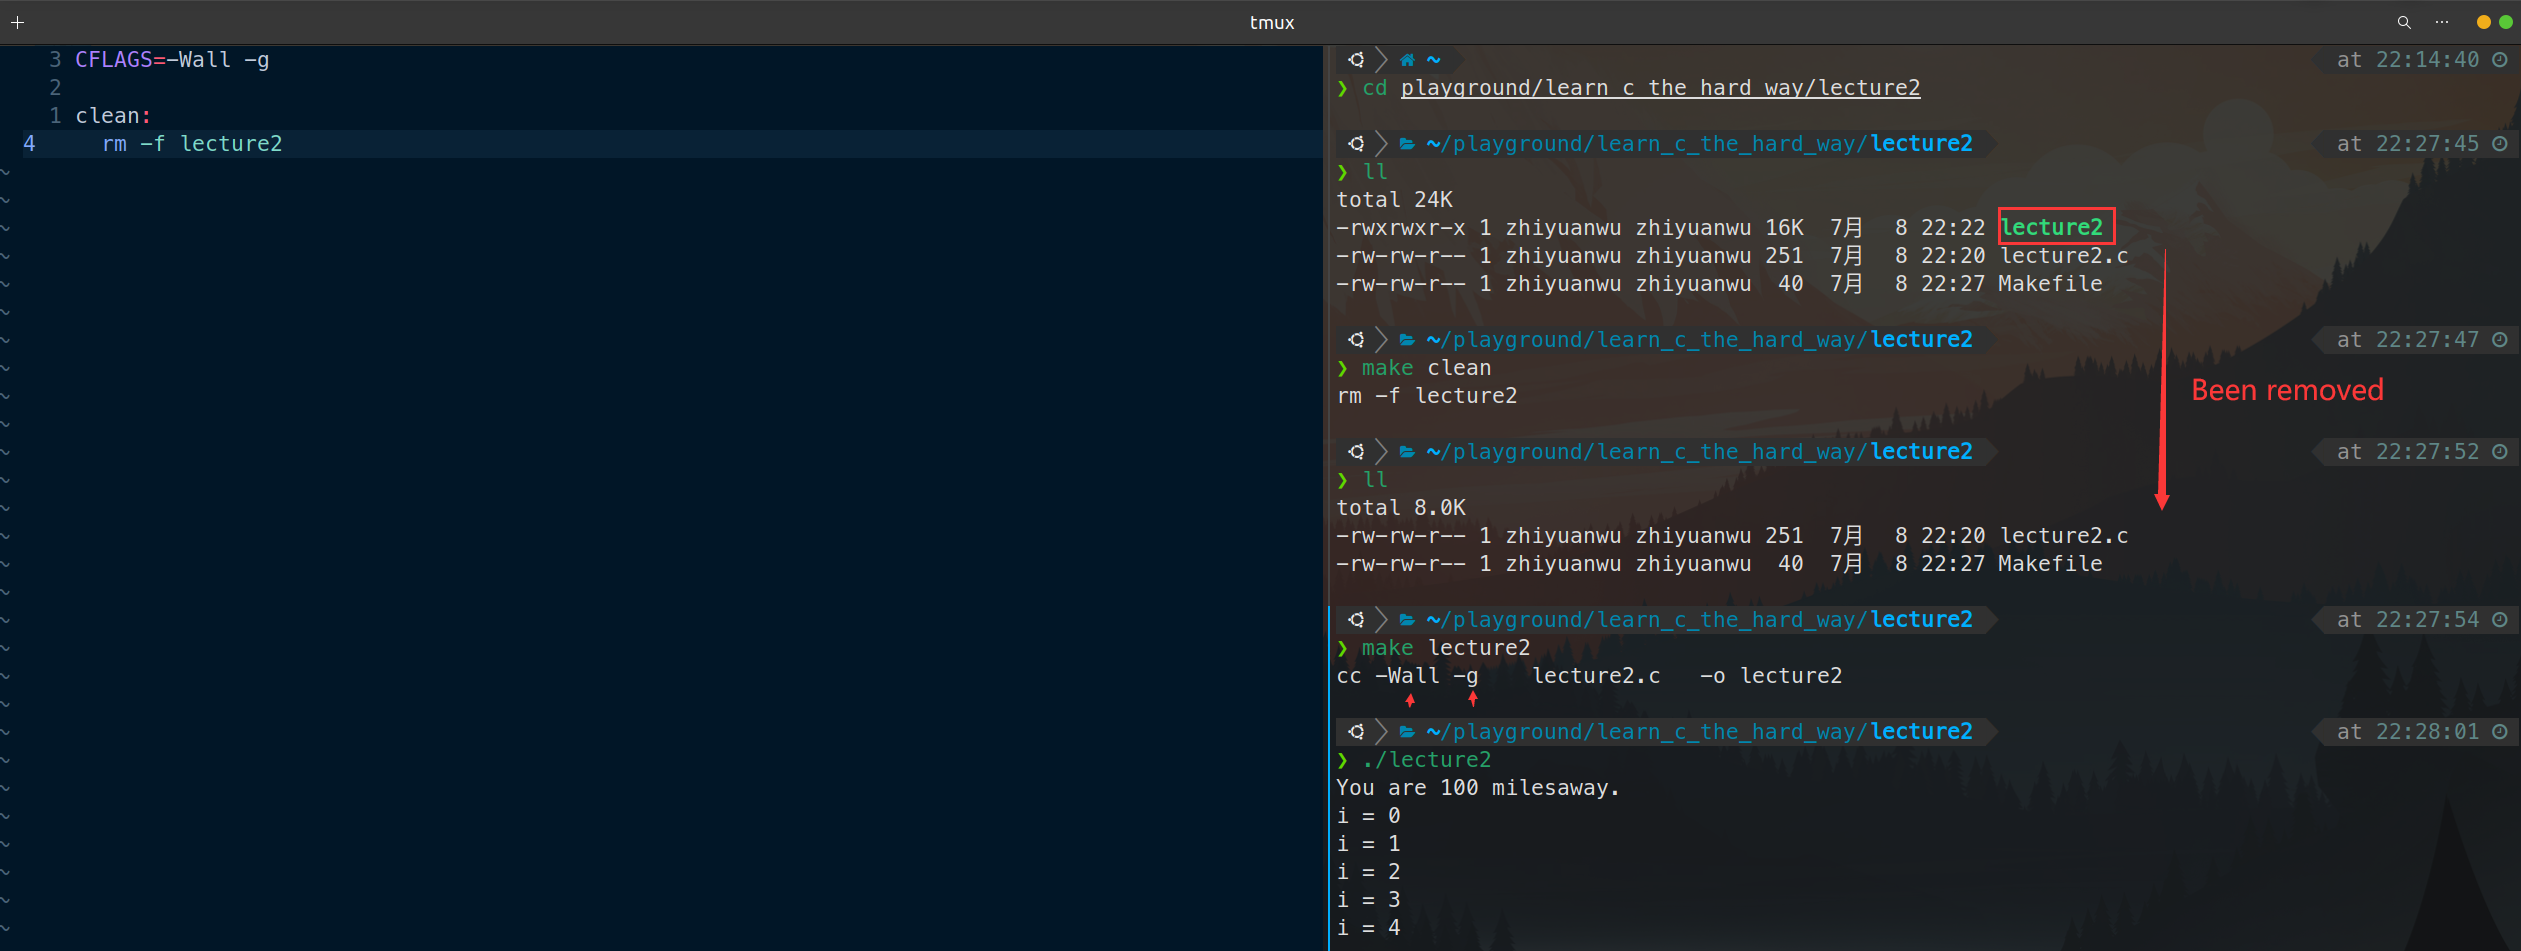 tmux
3 CFLAGS=-Wall -g
2
1 clean:
4 rm -f lecture2
~ at 22:14:40
❯ cd playground/learn_c_the_hard_way/lecture2
~/playground/learn_c_the_hard_way/lecture2 at 22:27:45
❯ ll
total 24K
-rwxrwxr-x 1 zhiyuanwu zhiyuanwu 16K 7月 8 22:22 lecture2
-rw-rw-r-- 1 zhiyuanwu zhiyuanwu 251 7月 8 22:20 lecture2.c
-rw-rw-r-- 1 zhiyuanwu zhiyuanwu 40 7月 8 22:27 Makefile
~/playground/learn_c_the_hard_way/lecture2 at 22:27:47
❯ make clean
rm -f lecture2
Been removed
~/playground/learn_c_the_hard_way/lecture2 at 22:27:52
❯ ll
total 8.0K
-rw-rw-r-- 1 zhiyuanwu zhiyuanwu 251 7月 8 22:20 lecture2.c
-rw-rw-r-- 1 zhiyuanwu zhiyuanwu 40 7月 8 22:27 Makefile
~/playground/learn_c_the_hard_way/lecture2 at 22:27:54
❯ make lecture2
cc -Wall -g lecture2.c -o lecture2
~/playground/learn_c_the_hard_way/lecture2 at 22:28:01
❯ ./lecture2
You are 100 milesaway.
i = 0
i = 1
i = 2
i = 3
i = 4